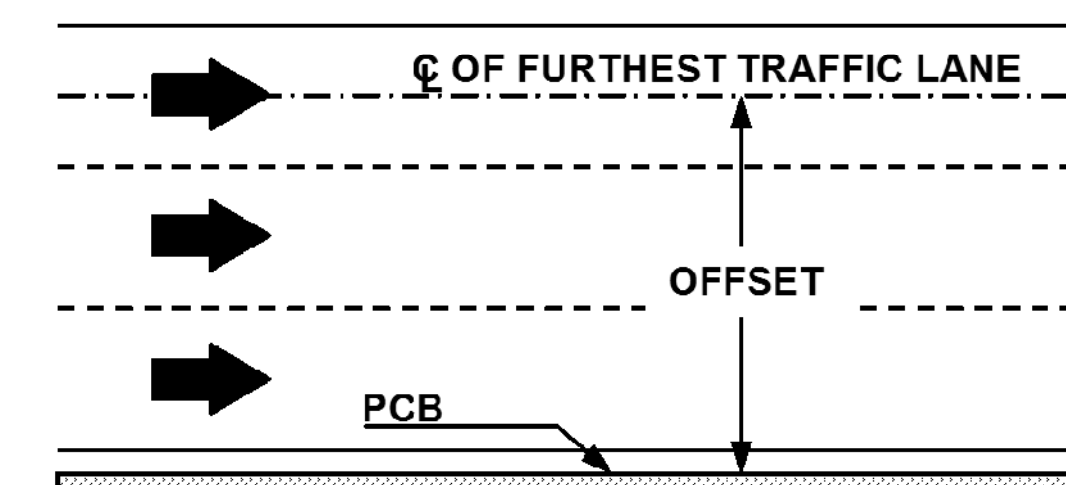 ℄ OF FURTHEST TRAFFIC LANE
OFFSET
PCB